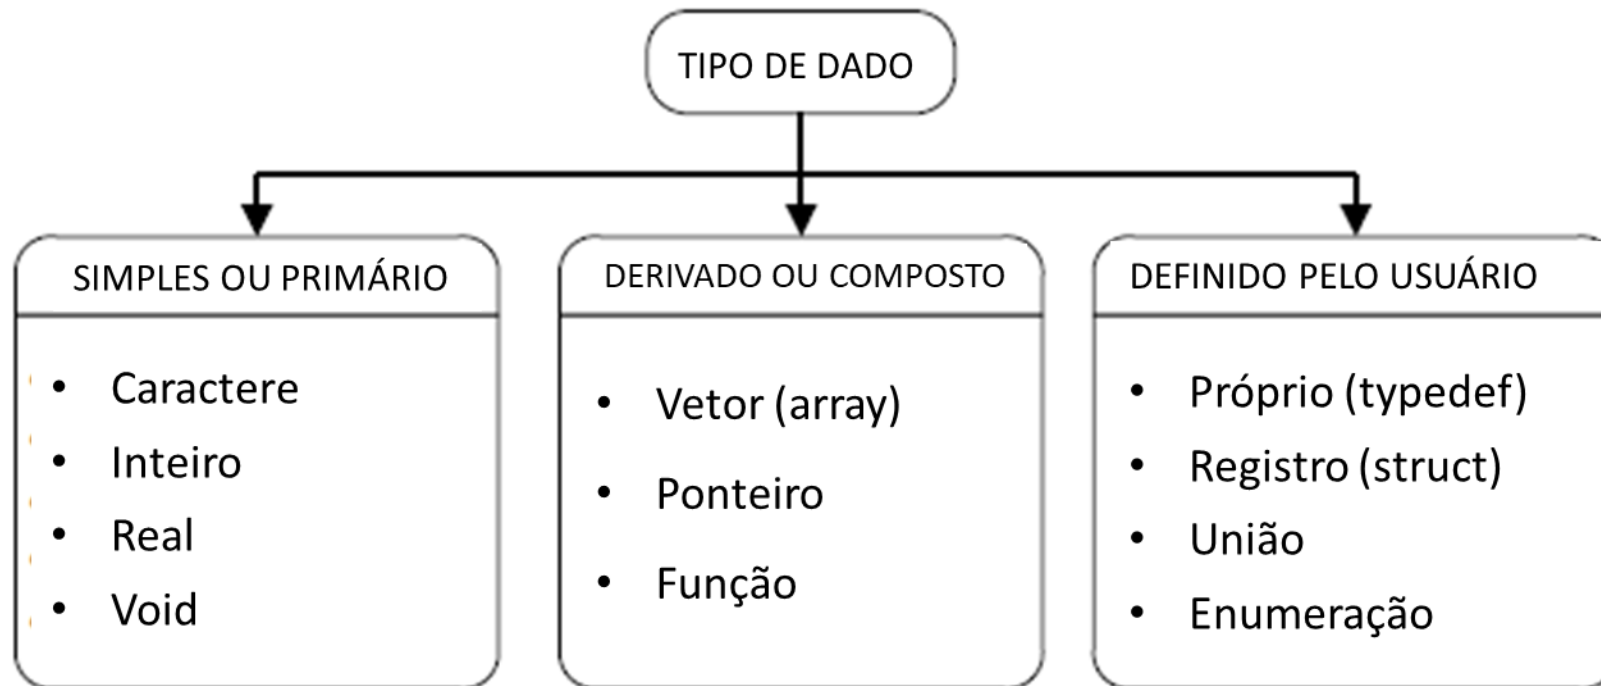 TIPO DE DADO
SIMPLES OU PRIMÁRIO
• Caractere
• Inteiro
• Real
• Void
DERIVADO OU COMPOSTO
• Vetor (array)
• Ponteiro
• Função
DEFINIDO PELO USUÁRIO
• Próprio (typedef)
• Registro (struct)
• União
• Enumeração